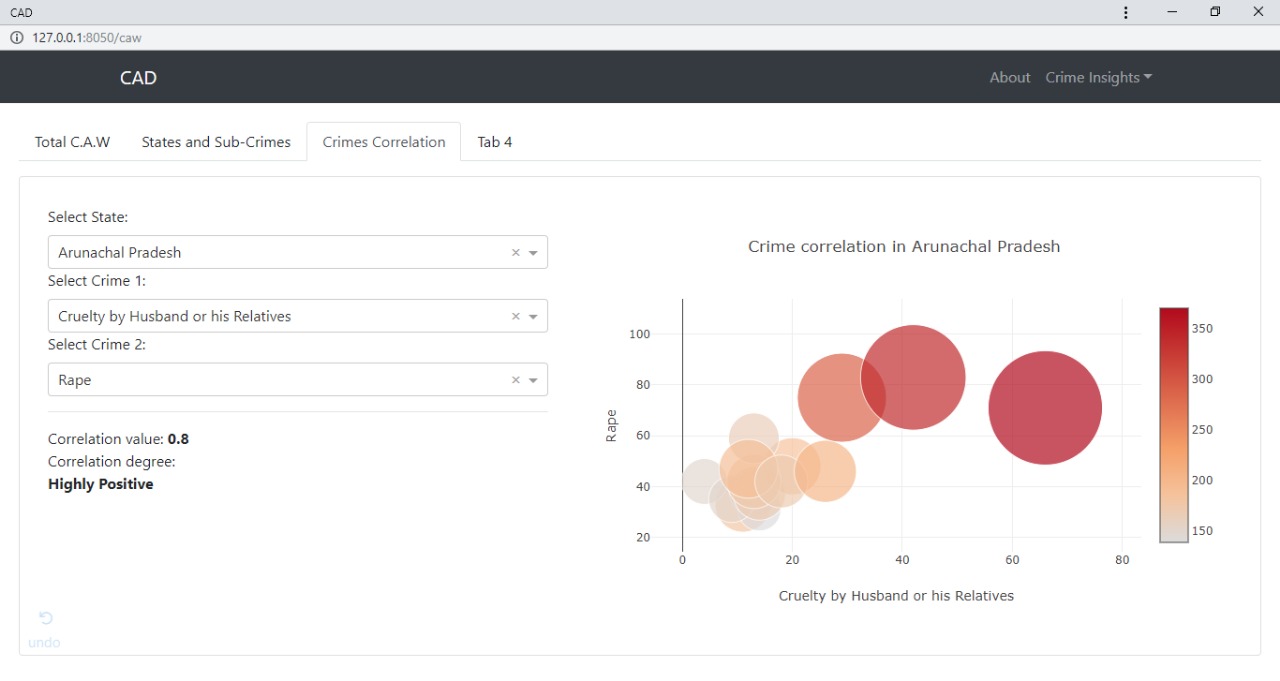 CAD
127.0.0.1:8050/caw
CAD
About Crime Insights
Total C.A.W States and Sub-Crimes Crimes Correlation Tab 4
Select State:
Arunachal Pradesh
Select Crime 1:
Cruelty by Husband or his Relatives
Select Crime 2:
Rape
Correlation value: 0.8
Correlation degree:
Highly Positive
undo
Crime correlation in Arunachal Pradesh
Rape
100
80
60
40
20
0 20 40 60 80
Cruelty by Husband or his Relatives
350
300
250
200
150